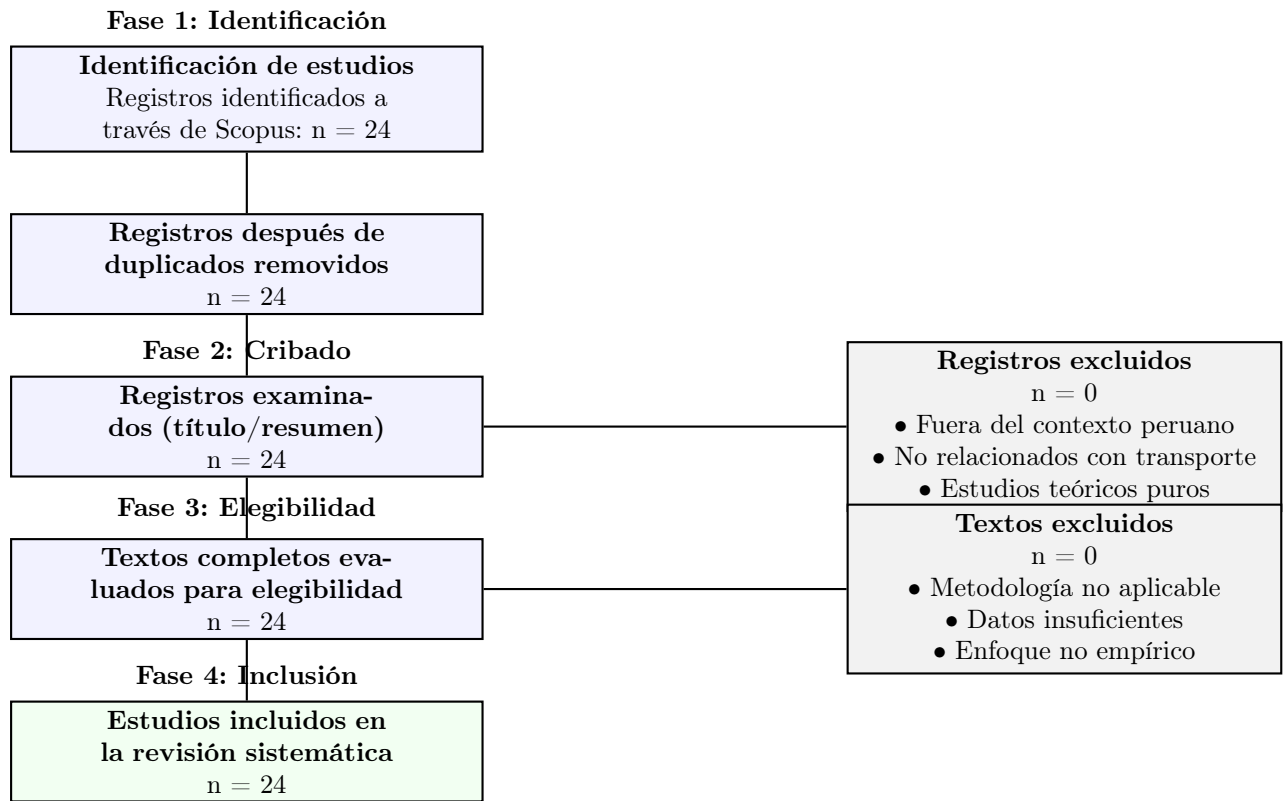 Fase 1: Identificación
Identificación de estudios
Registros identificados a
través de Scopus: n = 24
Registros después de
duplicados removidos
n = 24
Fase 2: Cribado
Registros examina-
dos (título/resumen)
n = 24
Registros excluidos
n = 0
• Fuera del contexto peruano
• No relacionados con transporte
• Estudios teóricos puros
Fase 3: Elegibilidad
Textos completos eva-
luados para elegibilidad
n = 24
Textos excluidos
n = 0
• Metodología no aplicable
• Datos insuficientes
• Enfoque no empírico
Fase 4: Inclusión
Estudios incluidos en
la revisión sistemática
n = 24